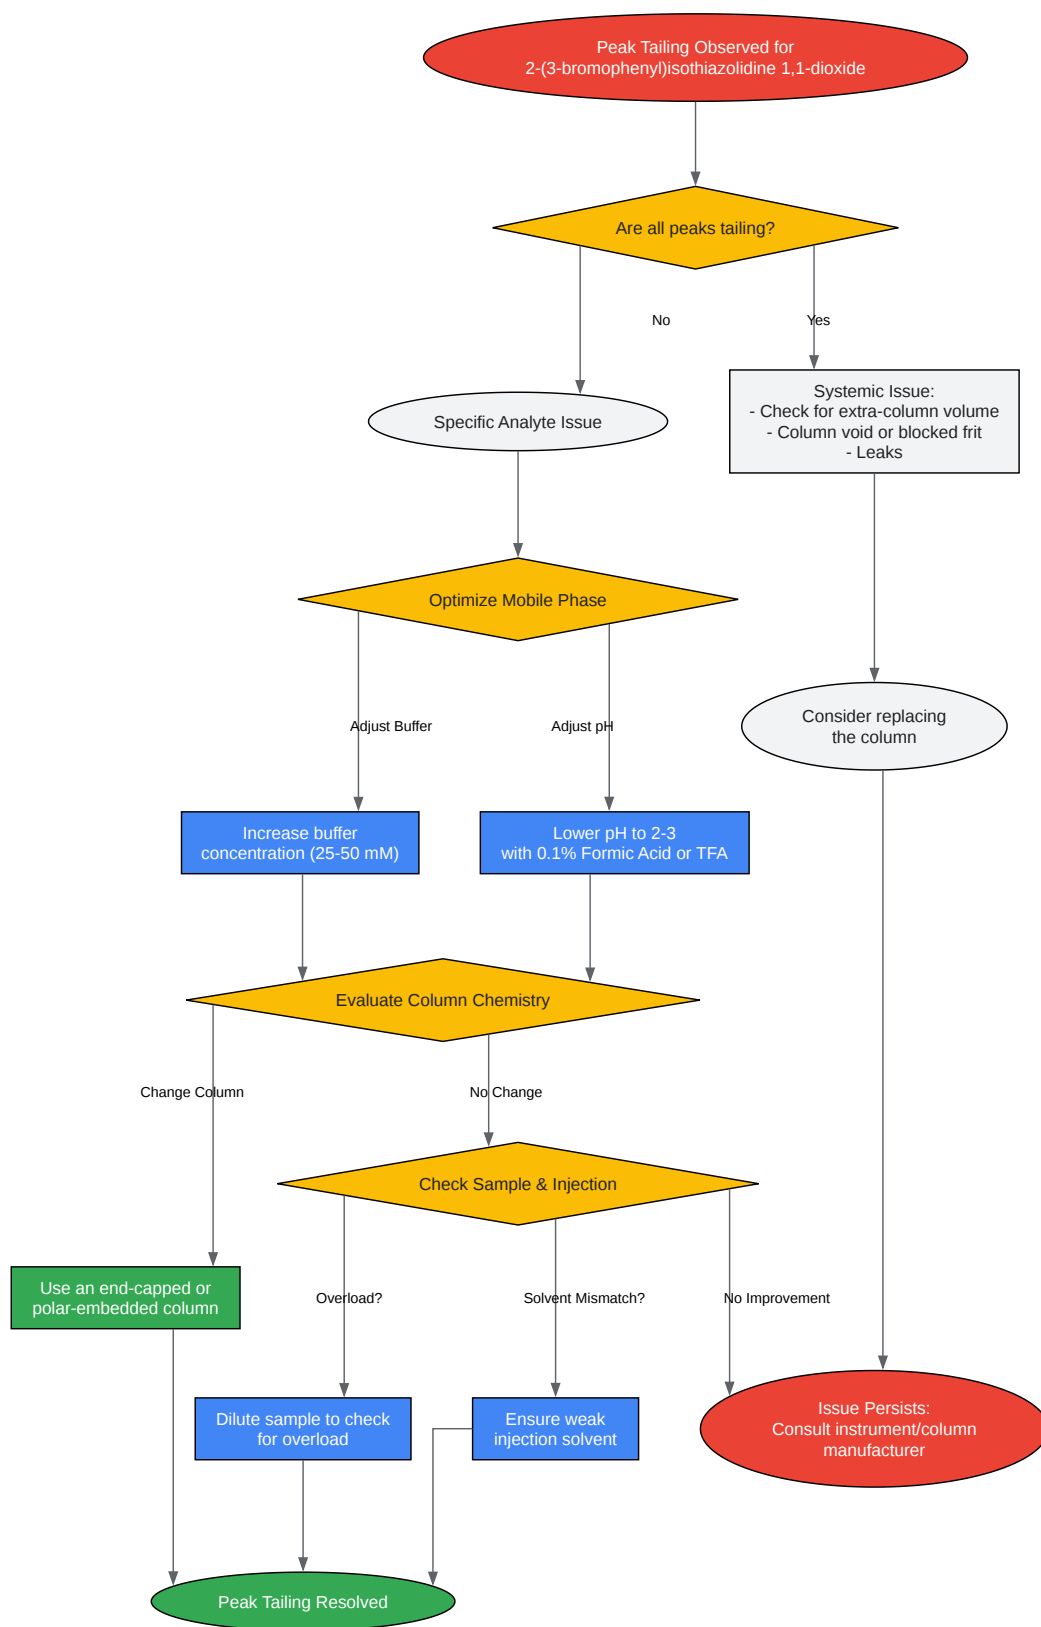 Peak Tailing Observed for
2-(3-bromophenyl)isothiazolidine 1,1-dioxide
Are all peaks tailing?
No
Yes
Specific Analyte Issue
Systemic Issue:
- Check for extra-column volume
- Column void or blocked frit
- Leaks
Optimize Mobile Phase
Adjust Buffer
Adjust pH
Consider replacing
the column
Increase buffer
concentration (25-50 mM)
Lower pH to 2-3
with 0.1% Formic Acid or TFA
Evaluate Column Chemistry
Change Column
No Change
Check Sample & Injection
Use an end-capped or
polar-embedded column
Overload?
Solvent Mismatch?
No Improvement
Dilute sample to check
for overload
Ensure weak
injection solvent
Issue Persists:
Consult instrument/column
manufacturer
Peak Tailing Resolved